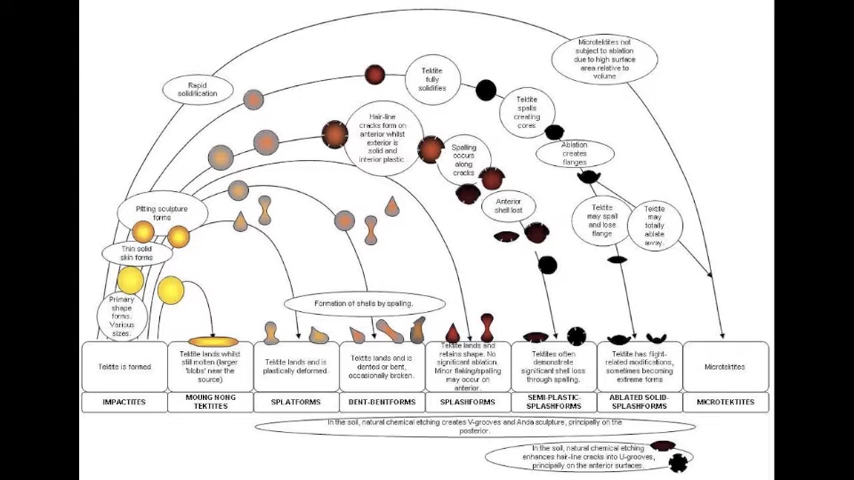 Microtektites not
subject to ablation
due to high surface
area relative to
volume
Tektite
fully
solidifies
Rapid
solidification
Tektite
spalls
creating
cores
Hair-line
cracks form on
anterior whilst
exterior is
solid and
interior plastic.
Spalling
occurs
along
cracks
Ablation
creates
flanges
Anterior
shell lost
Tektite
may spall
and lose
flange
Tektite
may
totally
ablate
away.
Pitting sculpture
forms
Thin solid
skin forms
Primary
shape
forms.
Various
sizes.
Formation of shells by spalling.
Tektite is formed
Tektite lands whilst
still molten (larger
'blobs' near the
source)
Tektite lands and is
plastically deformed.
Tektite lands and is
dented or bent,
occasionally broken.
Tektite lands and
retains shape. No
significant ablation.
Minor flaking/spalling
may occur on
anterior.
Tektites often
demonstrate
significant shell loss
through spalling.
Tektite has flight-
related modifications,
sometimes becoming
extreme forms
Microtektites
IMPACTITES
MOUNG NONG
TEKTITES
SPLATFORMS
BENT-BENTFORMS
SPLASHFORMS
SEMI-PLASTIC-
SPLASHFORMS
ABLATED SOLID-
SPLASHFORMS
MICROTEKTITES
In the soil, natural chemical etching creates V-grooves and Anda sculpture, principally on the
posterior.
In the soil, natural chemical etching
enhances hair-line cracks into U-grooves,
principally on the anterior surfaces.